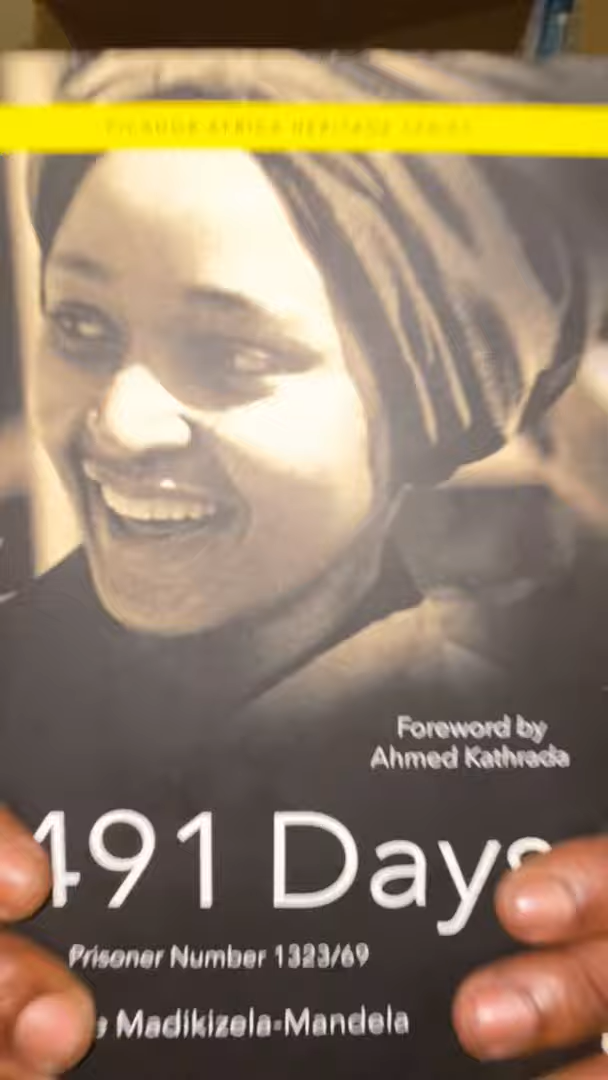 PICADOR AFRICA HERITAGE SERIES
Foreword by
Ahmed Kathrada
491 Days
Prisoner Number 1323/69
Madikizela-Mandela